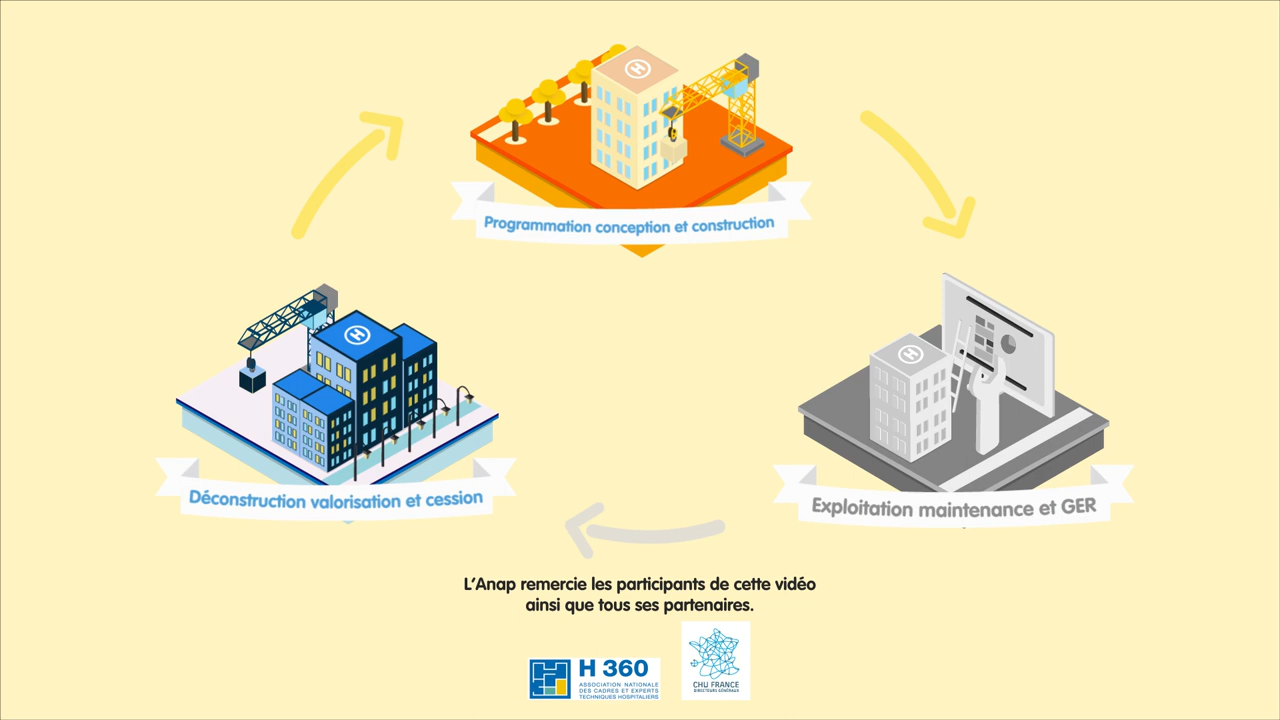 H
Programmation conception et construction
H
Déconstruction valorisation et cession
H
Exploitation maintenance et GER
L'Anap remercie les participants de cette vidéo
ainsi que tous ses partenaires.
H 360
ASSOCIATION NATIONALE
DES CADRES ET EXPERTS
TECHNIQUES HOSPITALIERS
CHU FRANCE
DIRECTEURS GÉNÉRAUX